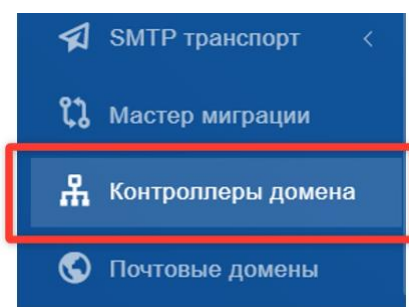 SMTP транспорт
Мастер миграции
Контроллеры домена
Почтовые домены